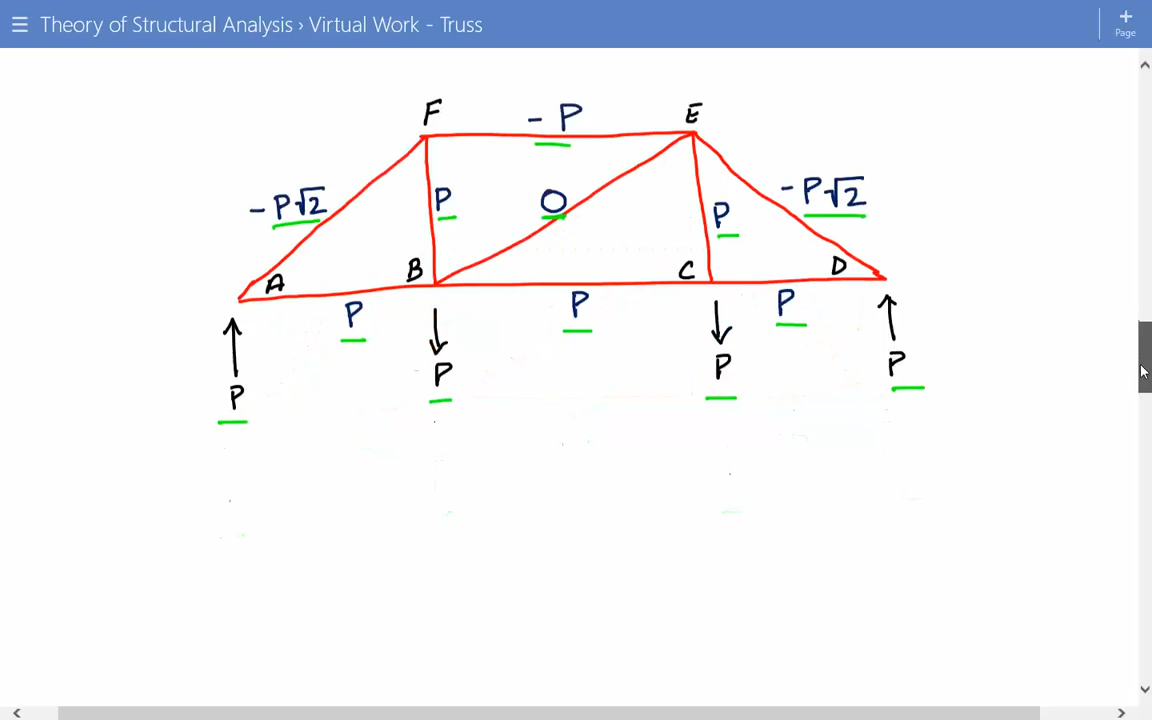 Theory of Structural Analysis › Virtual Work - Truss
Page
F
- P
E
- P√2
P
O
P
- P√2
A
B
C
D
P
P
P
P
P
P
P